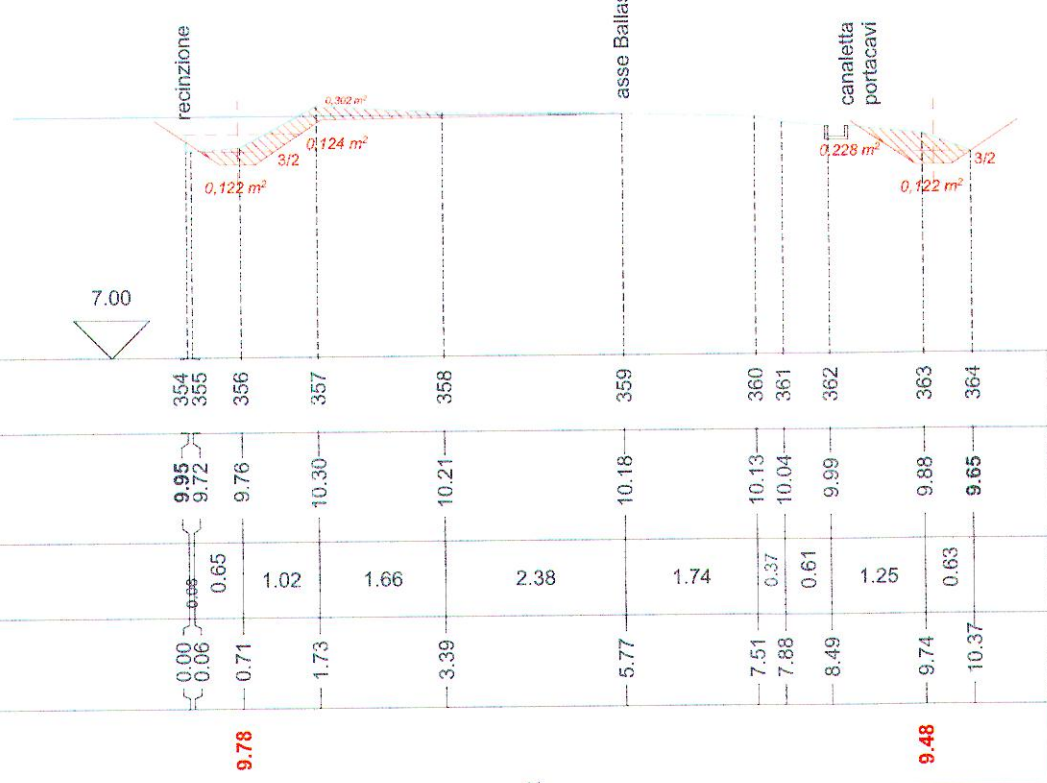 recinzione
asse Ballas
canaletta
portacavi
0,302 m²
0,124 m²
3/2
0,122 m²
0,228 m²
3/2
0,122 m²
7.00
354 355 356 357 358 359 360 361 362 363 364
9.95 9.72 9.76 10.30 10.21 10.18 10.13 10.04 9.99 9.88 9.65
0.65 1.02 1.66 2.38 1.74 0.37 0.61 1.25 0.63
0.00 0.06 0.71 1.73 3.39 5.77 7.51 7.88 8.49 9.74 10.37
9.78 9.48